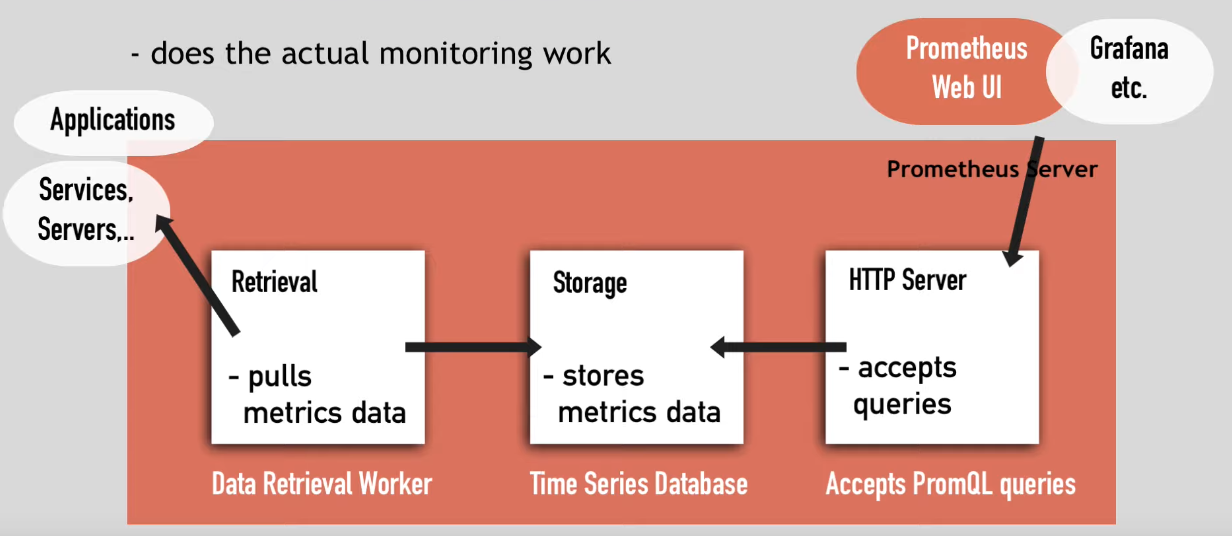 - does the actual monitoring work
Prometheus
Web UI
Grafana
etc.
Applications
Services,
Servers,..
Prometheus Server
Retrieval
- pulls
metrics data
Data Retrieval Worker
Storage
- stores
metrics data
Time Series Database
HTTP Server
- accepts
queries
Accepts PromQL queries